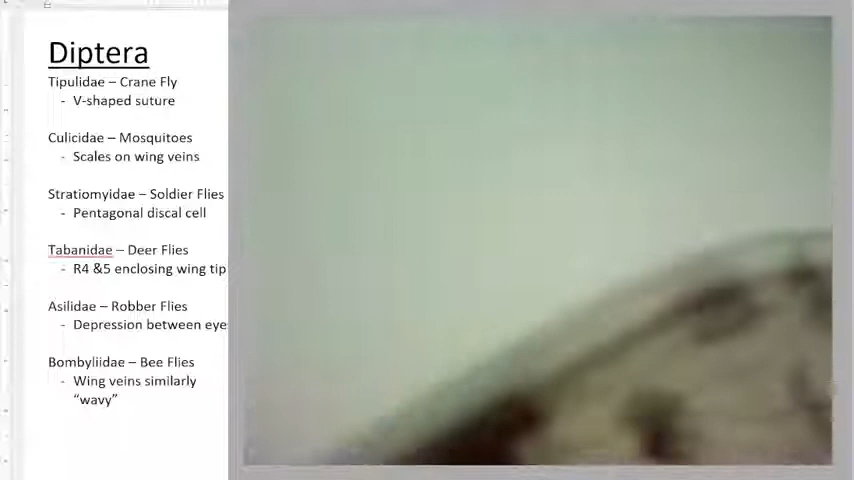 Diptera
Tipulidae – Crane Fly
- V-shaped suture
Culicidae – Mosquitoes
- Scales on wing veins
Stratiomyidae – Soldier Flies
- Pentagonal discal cell
Tabanidae – Deer Flies
- R4 &5 enclosing wing tip
Asilidae – Robber Flies
- Depression between eye
Bombyliidae – Bee Flies
- Wing veins similarly
“wavy”